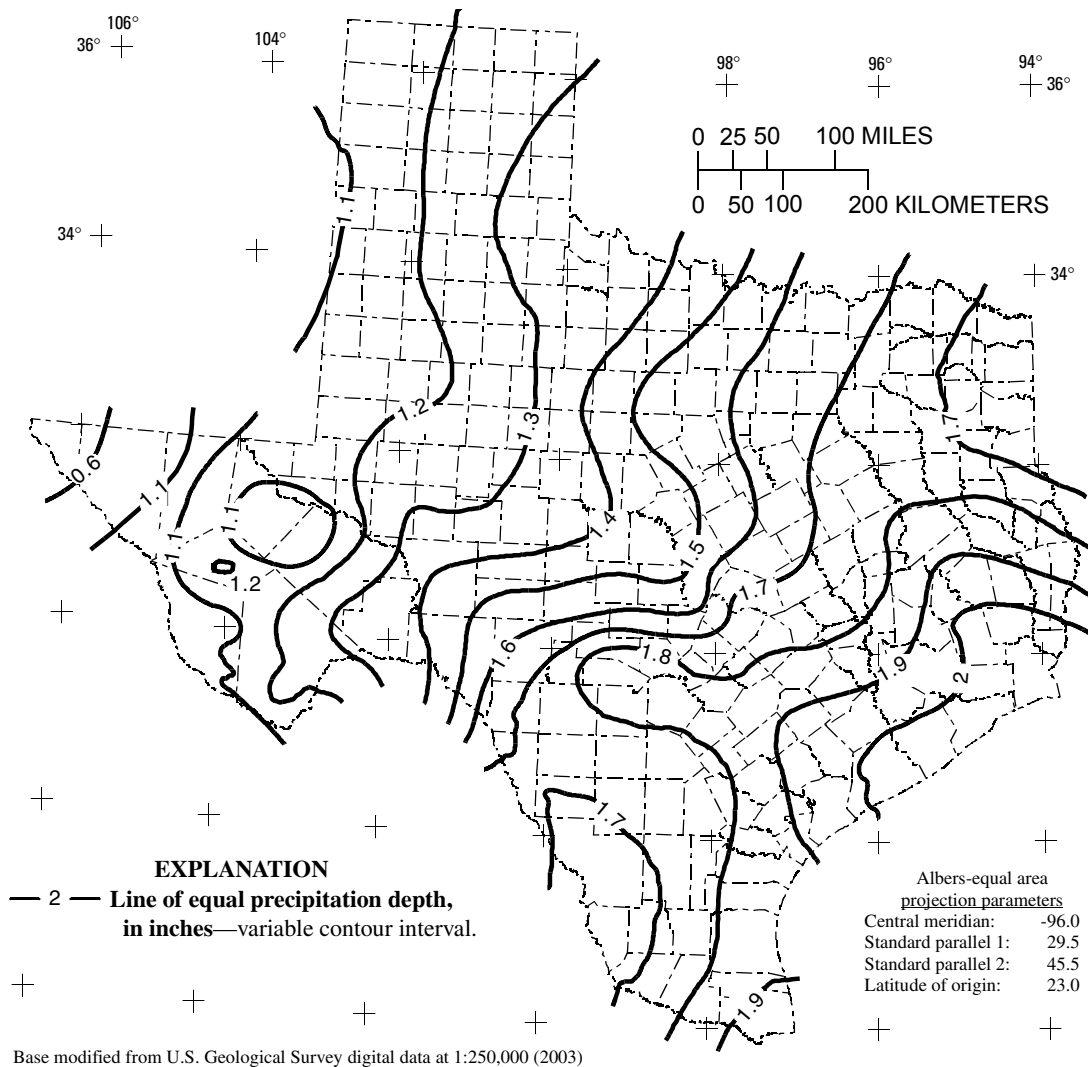 106°
36°
104°
98°
96°
94°
36°
0 25 50 100 MILES
0 50 100 200 KILOMETERS
34°
34°
1.1
1.2
1.3
1.7
0.6
1.1
1.1
1.1
1.2
1.4
1.5
1.7
1.6
1.8
1.9
2
1.7
1.9
EXPLANATION
2 Line of equal precipitation depth,
in inches—variable contour interval.
Albers-equal area
projection parameters
Central meridian: -96.0
Standard parallel 1: 29.5
Standard parallel 2: 45.5
Latitude of origin: 23.0
Base modified from U.S. Geological Survey digital data at 1:250,000 (2003)